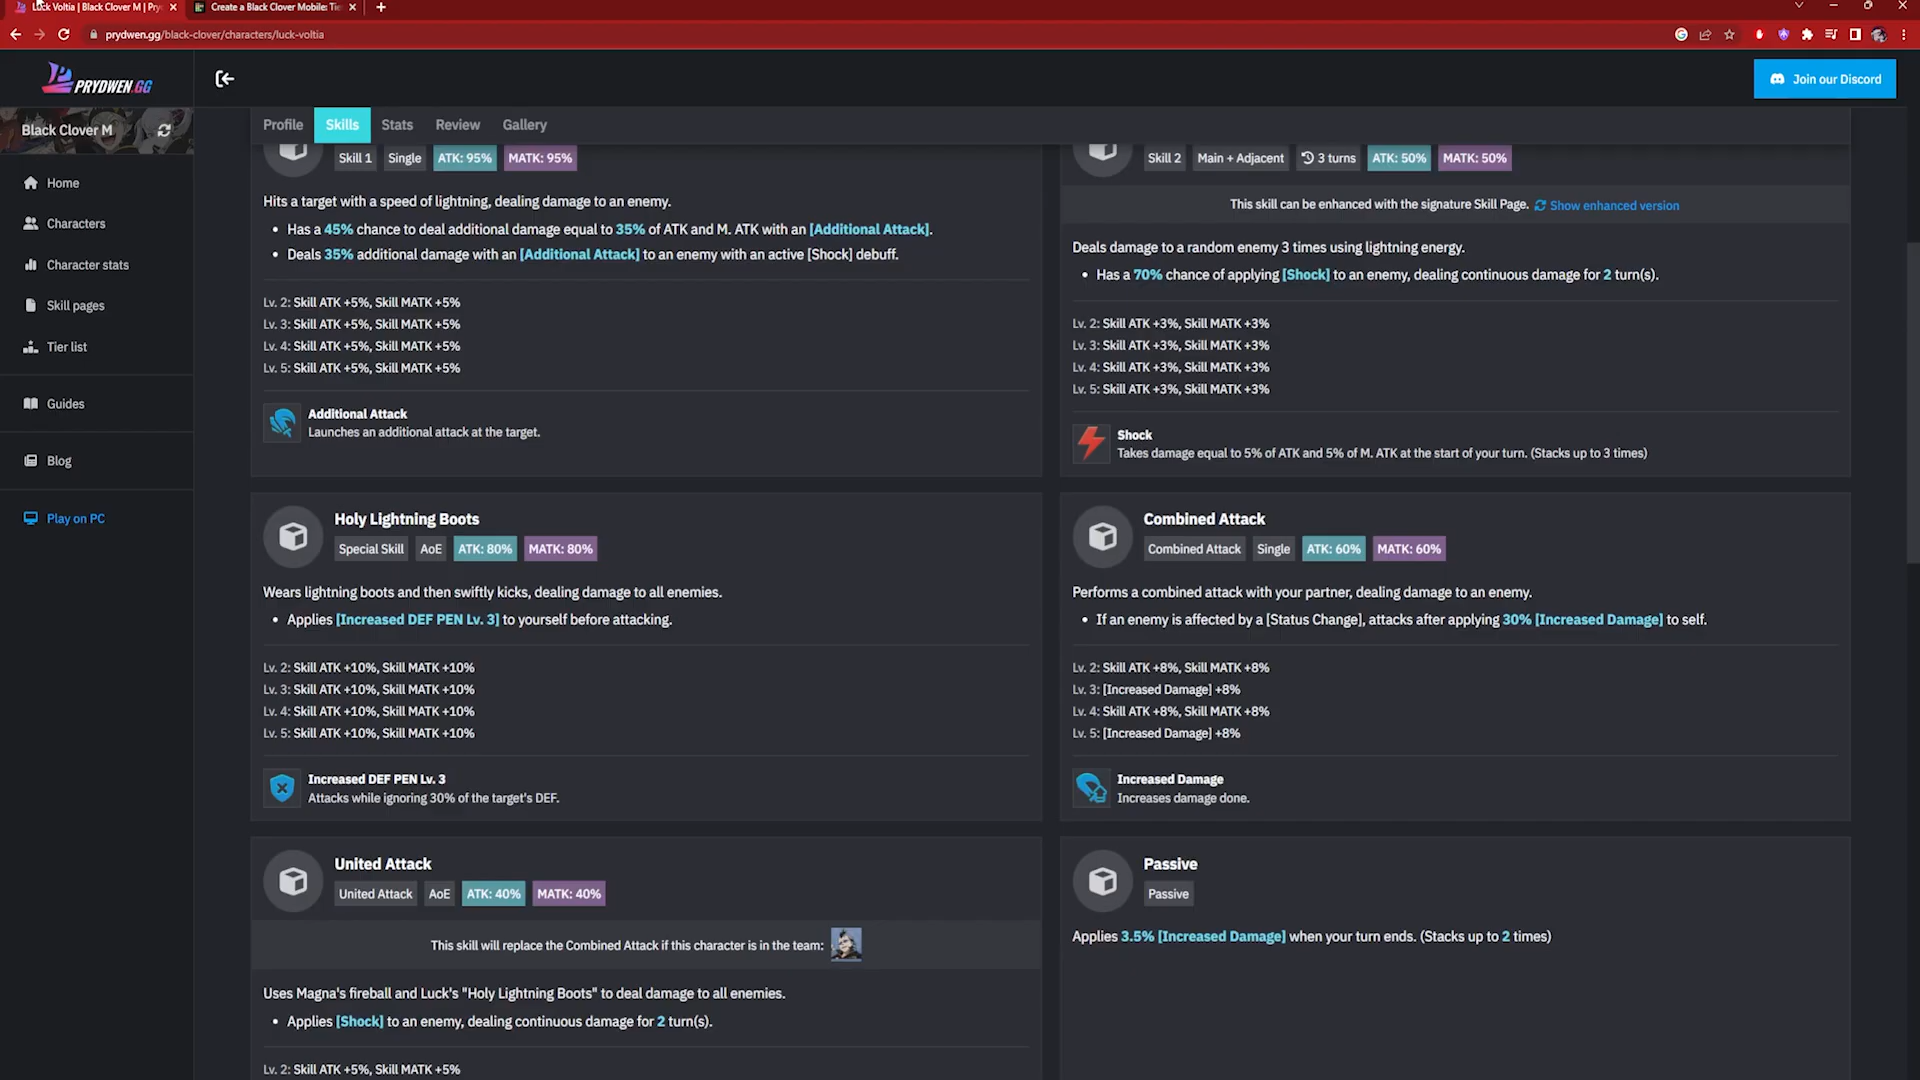 Luck Voltia | Black Clover M | Pry
Create a Black Clover Mobile: Tie
prydwen.gg/black-clover/characters/luck-voltia
PRYDWEN.GG
Join our Discord
Black Clover M
Home
Characters
Character stats
Skill pages
Tier list
Guides
Blog
Play on PC
Profile Skills Stats Review Gallery
Skill 1 Single ATK: 95% MATK: 95%
Hits a target with a speed of lightning, dealing damage to an enemy.
• Has a 45% chance to deal additional damage equal to 35% of ATK and M. ATK with an [Additional Attack].
• Deals 35% additional damage with an [Additional Attack] to an enemy with an active [Shock] debuff.
Lv. 2: Skill ATK +5%, Skill MATK +5%
Lv. 3: Skill ATK +5%, Skill MATK +5%
Lv. 4: Skill ATK +5%, Skill MATK +5%
Lv. 5: Skill ATK +5%, Skill MATK +5%
Additional Attack
Launches an additional attack at the target.
Skill 2 Main + Adjacent 3 turns ATK: 50% MATK: 50%
This skill can be enhanced with the signature Skill Page. Show enhanced version
Deals damage to a random enemy 3 times using lightning energy.
• Has a 70% chance of applying [Shock] to an enemy, dealing continuous damage for 2 turn(s).
Lv. 2: Skill ATK +3%, Skill MATK +3%
Lv. 3: Skill ATK +3%, Skill MATK +3%
Lv. 4: Skill ATK +3%, Skill MATK +3%
Lv. 5: Skill ATK +3%, Skill MATK +3%
Shock
Takes damage equal to 5% of ATK and 5% of M. ATK at the start of your turn. (Stacks up to 3 times)
Holy Lightning Boots
Special Skill AoE ATK: 80% MATK: 80%
Wears lightning boots and then swiftly kicks, dealing damage to all enemies.
• Applies [Increased DEF PEN Lv. 3] to yourself before attacking.
Lv. 2: Skill ATK +10%, Skill MATK +10%
Lv. 3: Skill ATK +10%, Skill MATK +10%
Lv. 4: Skill ATK +10%, Skill MATK +10%
Lv. 5: Skill ATK +10%, Skill MATK +10%
Increased DEF PEN Lv. 3
Attacks while ignoring 30% of the target's DEF.
Combined Attack
Combined Attack Single ATK: 60% MATK: 60%
Performs a combined attack with your partner, dealing damage to an enemy.
• If an enemy is affected by a [Status Change], attacks after applying 30% [Increased Damage] to self.
Lv. 2: Skill ATK +8%, Skill MATK +8%
Lv. 3: [Increased Damage] +8%
Lv. 4: Skill ATK +8%, Skill MATK +8%
Lv. 5: [Increased Damage] +8%
Increased Damage
Increases damage done.
United Attack
United Attack AoE ATK: 40% MATK: 40%
This skill will replace the Combined Attack if this character is in the team:
Uses Magna's fireball and Luck's "Holy Lightning Boots" to deal damage to all enemies.
• Applies [Shock] to an enemy, dealing continuous damage for 2 turn(s).
Lv. 2: Skill ATK +5%, Skill MATK +5%
Passive
Passive
Applies 3.5% [Increased Damage] when your turn ends. (Stacks up to 2 times)